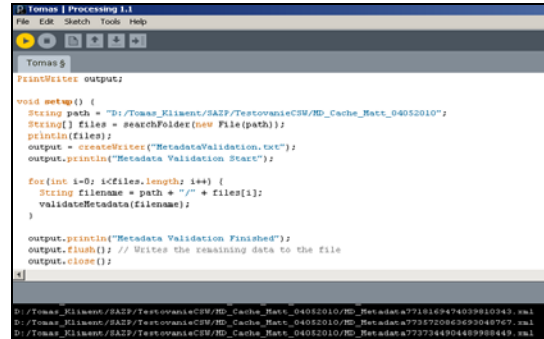 Tomas | Processing 1.1
File Edit Sketch Tools Help
Tomas §
PrintWriter output;
void setup() {
String path = "D:/Tomas_Kliment/SAZP/TestovanieCSW/MD_Cache_Matt_04052010";
String[] files = searchFolder(new File(path));
println(files);
output = createWriter("MetadataValidation.txt");
output.println("Metadata Validation Start");
for(int i=0; i<files.length; i++) {
String filename = path + "/" + files[i];
validateMetadata(filename);
}
output.println("Metadata Validation Finished");
output.flush(); // Writes the remaining data to the file
output.close();
D:/Tomas_Kliment/SAZP/TestovanieCSW/MD_Cache_Matt_04052010/MD_Metadata7718169474039810343.xml
D:/Tomas_Kliment/SAZP/TestovanieCSW/MD_Cache_Matt_04052010/MD_Metadata7735720863693048767.xml
D:/Tomas_Kliment/SAZP/TestovanieCSW/MD_Cache_Matt_04052010/MD_Metadata7737344904489988449.xml